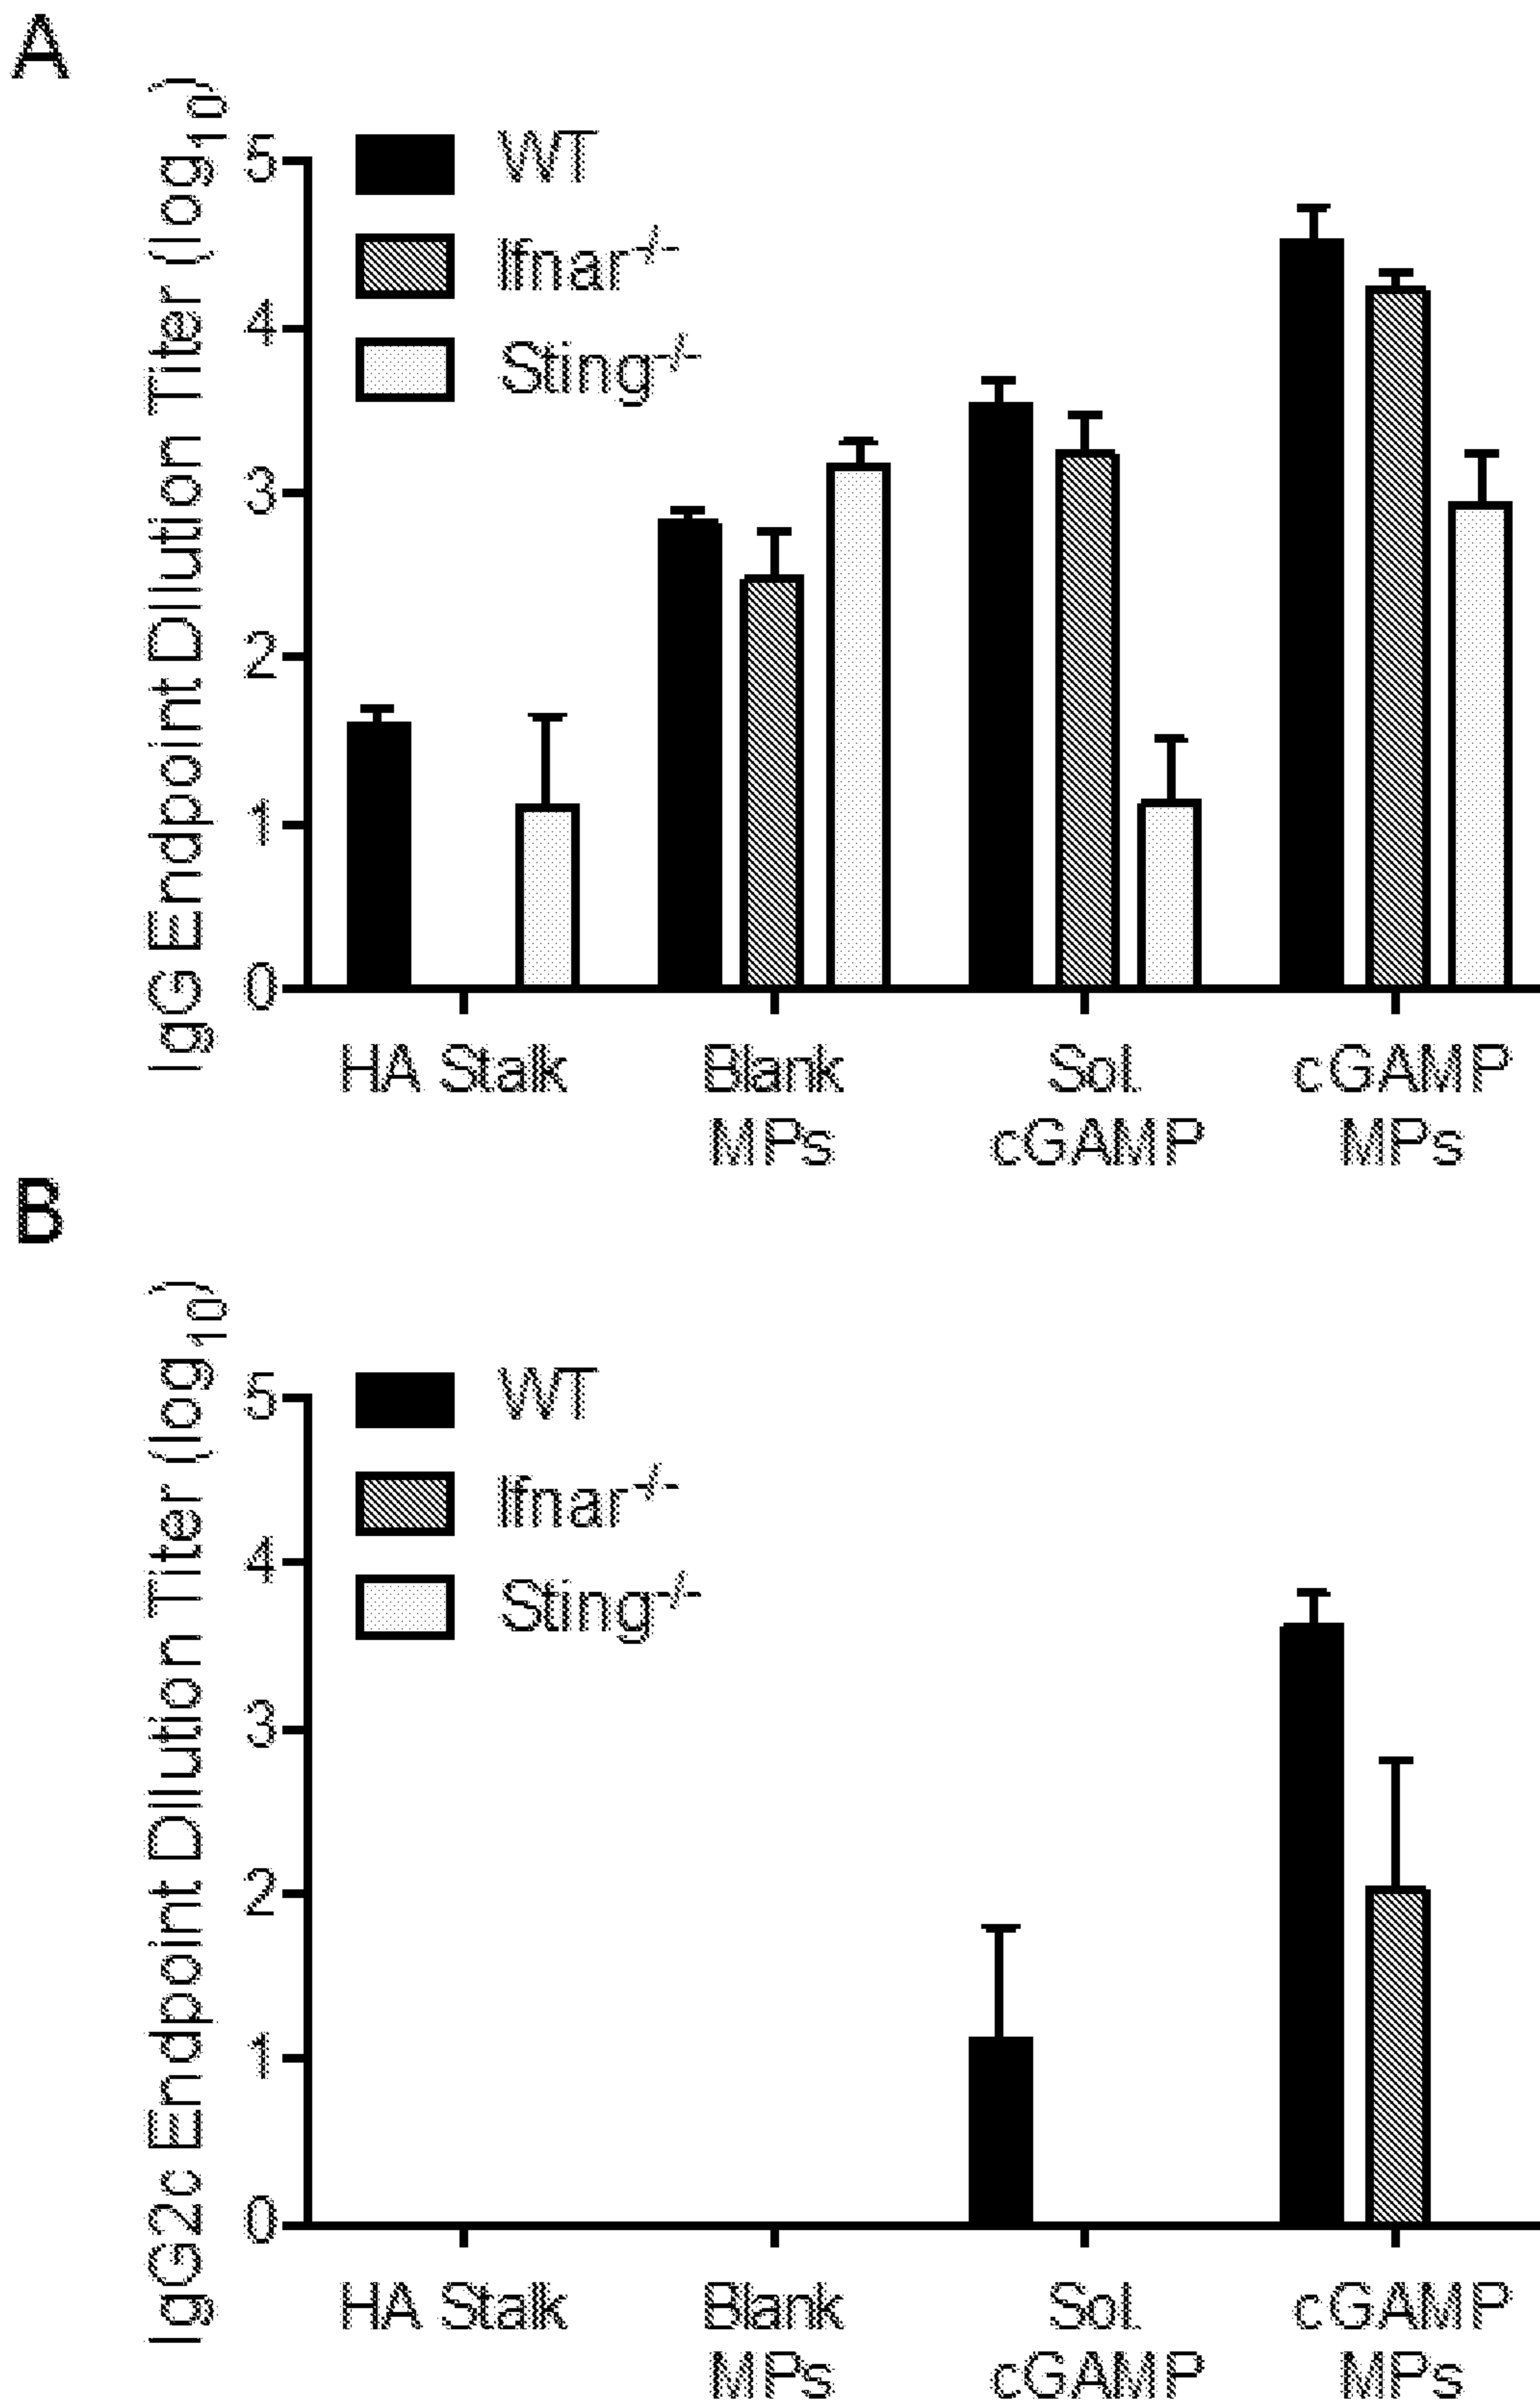 A
IgG Endpoint Dilution Titer (log10)
5
4
3
2
1
0
WT
Ifnar-/-
Sting-/-
HA Stalk
Blank
MPs
Sol.
cGAMP
cGAMP
MPs
B
IgG2c Endpoint Dilution Titer (log10)
5
4
3
2
1
0
WT
Ifnar-/-
Sting-/-
HA Stalk
Blank
MPs
Sol.
cGAMP
cGAMP
MPs